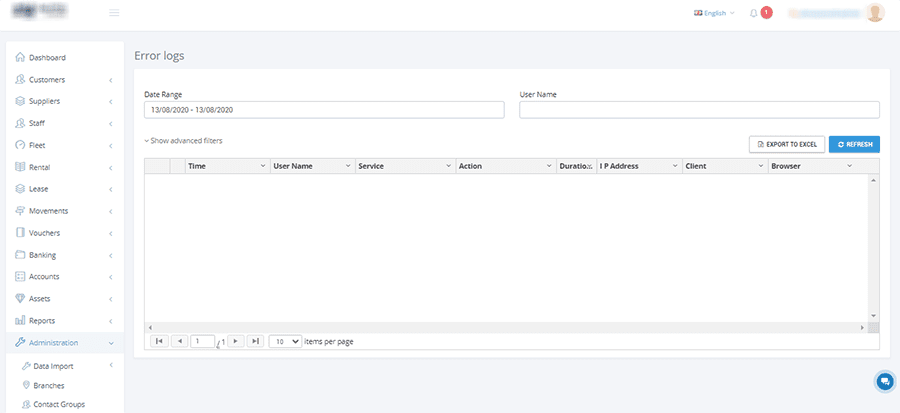 English
1
Dashboard
Customers
Suppliers
Staff
Fleet
Rental
Lease
Movements
Vouchers
Banking
Accounts
Assets
Reports
Administration
Data Import
Branches
Contact Groups
Error logs
Date Range
User Name
13/08/2020 - 13/08/2020
Show advanced filters
EXPORT TO EXCEL
REFRESH
Time User Name Service Action Duratio... I P Address Client Browser
1 / 1 10 items per page